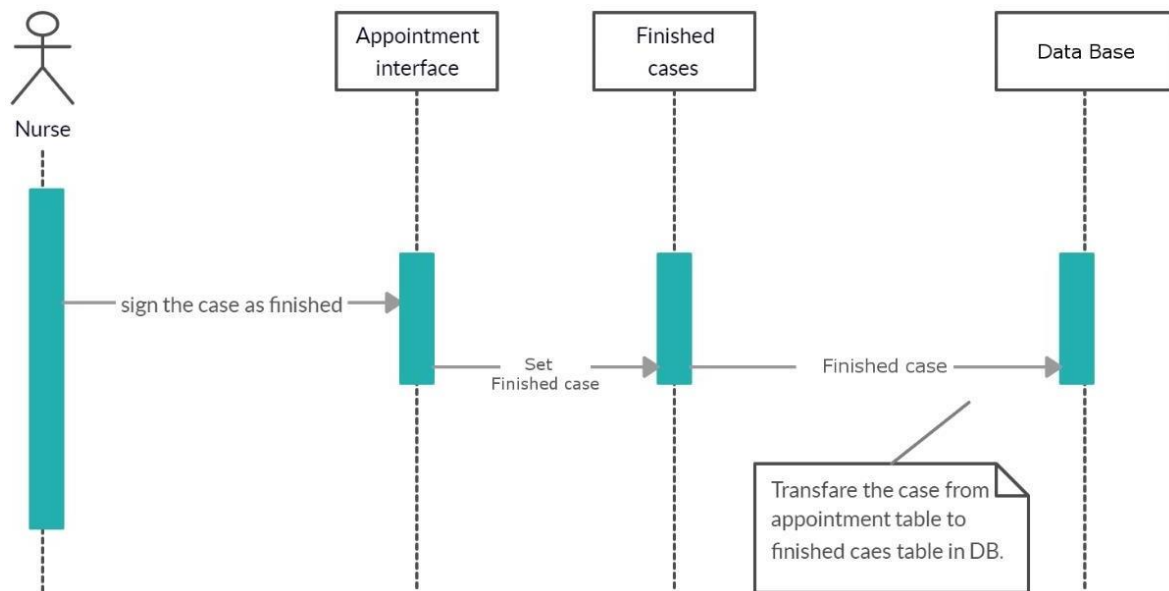 Nurse
Appointment
interface
Finished
cases
Data Base
sign the case as finished
Set
Finished case
Finished case
Transfare the case from
appointment table to
finished caes table in DB.